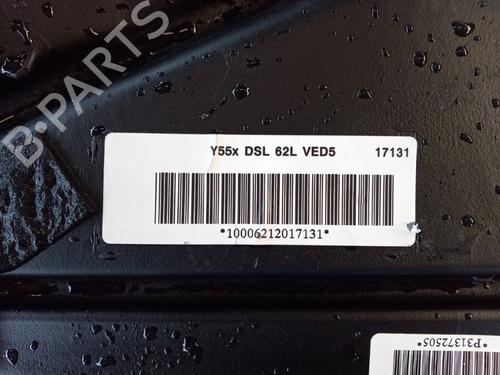 B-PARTS
Y55x DSL 62L VED5 17131
*10006212017131*
*P31372505